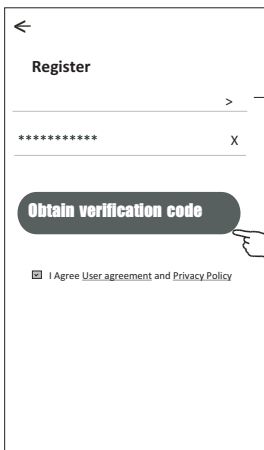 Register
>
*********** X
Obtain verification code
I Agree User agreement and Privacy Policy